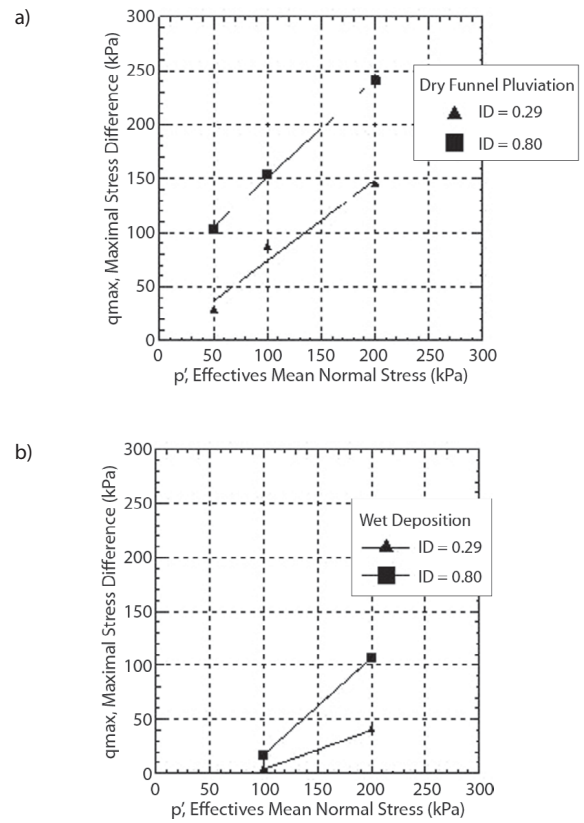 a)
qmax, Maximal Stress Difference (kPa)
300
250
200
150
100
50
0
Dry Funnel Pluviation
ID = 0.29
ID = 0.80
0 50 100 150 200 250 300
p', Effectives Mean Normal Stress (kPa)
b)
qmax, Maximal Stress Difference (kPa)
300
250
200
150
100
50
0
Wet Deposition
ID = 0.29
ID = 0.80
0 50 100 150 200 250 300
p', Effectives Mean Normal Stress (kPa)